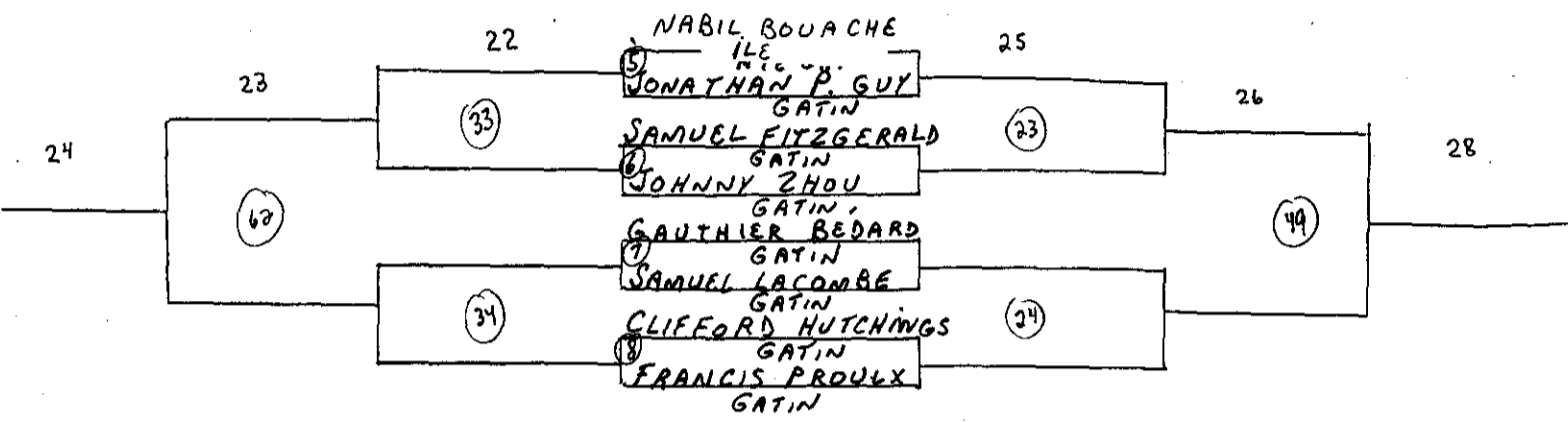 NABIL BOUACHE
22
25
ILE
5
JONATHAN P. GUY
23
GATIN
26
33
SAMUEL FITZGERALD
23
24
GATIN
28
6
JOHNNY ZHOU
GATIN
62
GAUTHIER BEDARD
49
7
GATIN
SAMUEL LACOMBE
GATIN
34
CLIFFORD HUTCHINGS
24
8
GATIN
FRANCIS PROULX
GATIN